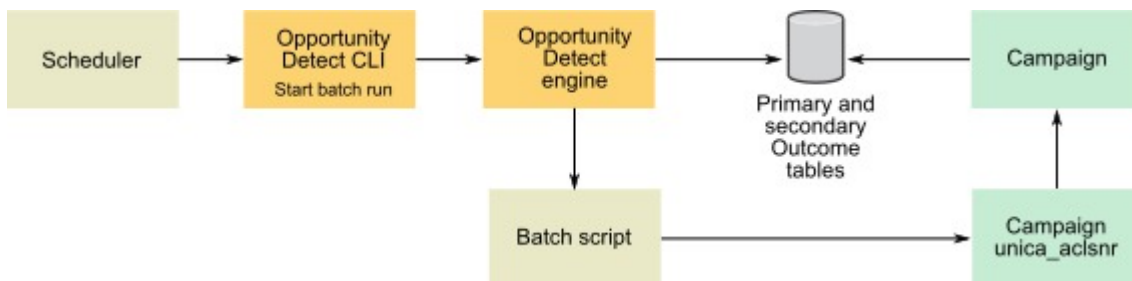 Scheduler
Opportunity
Detect CLI
Start batch run
Opportunity
Detect
engine
Primary and
secondary
Outcome
tables
Campaign
Batch script
Campaign
unica_aclsnr